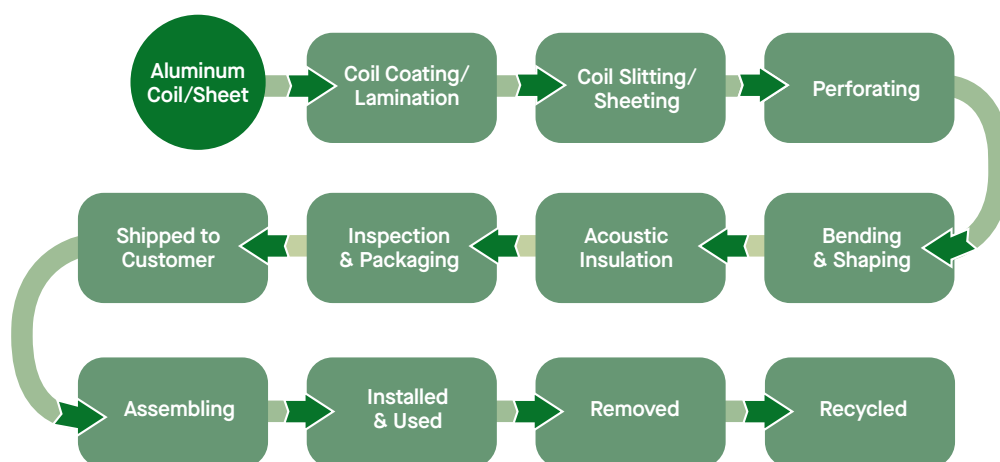 Aluminum
Coil/Sheet
Coil Coating/
Lamination
Coil Slitting/
Sheeting
Perforating
Bending
& Shaping
Acoustic
Insulation
Inspection
& Packaging
Shipped to
Customer
Assembling
Installed
& Used
Removed
Recycled